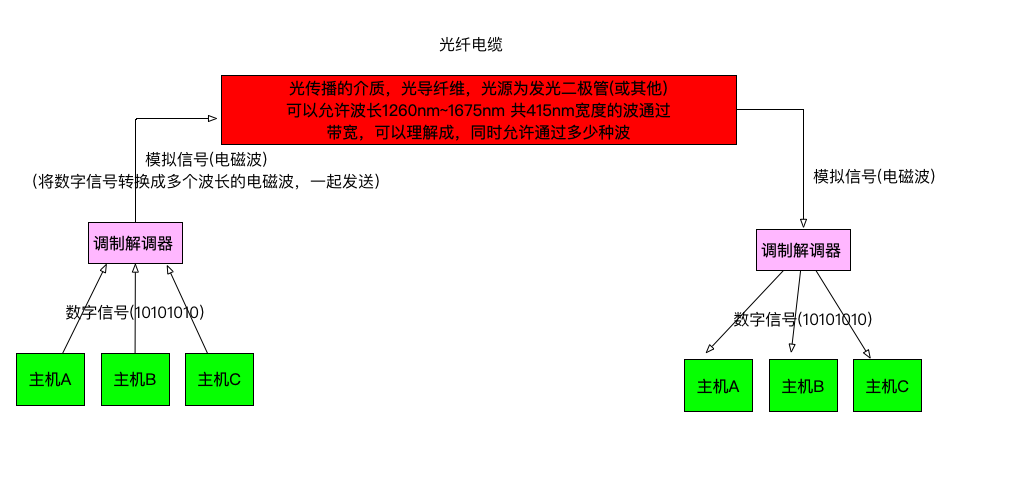 光纤电缆
光传播的介质，光导纤维，光源为发光二极管(或其他)
可以允许波长1260nm~1675nm 共415nm宽度的波通过
带宽，可以理解成，同时允许通过多少种波
模拟信号(电磁波)
(将数字信号转换成多个波长的电磁波，一起发送)
模拟信号(电磁波)
调制解调器
调制解调器
数字信号(10101010)
数字信号(10101010)
主机A
主机B
主机C
主机A
主机B
主机C